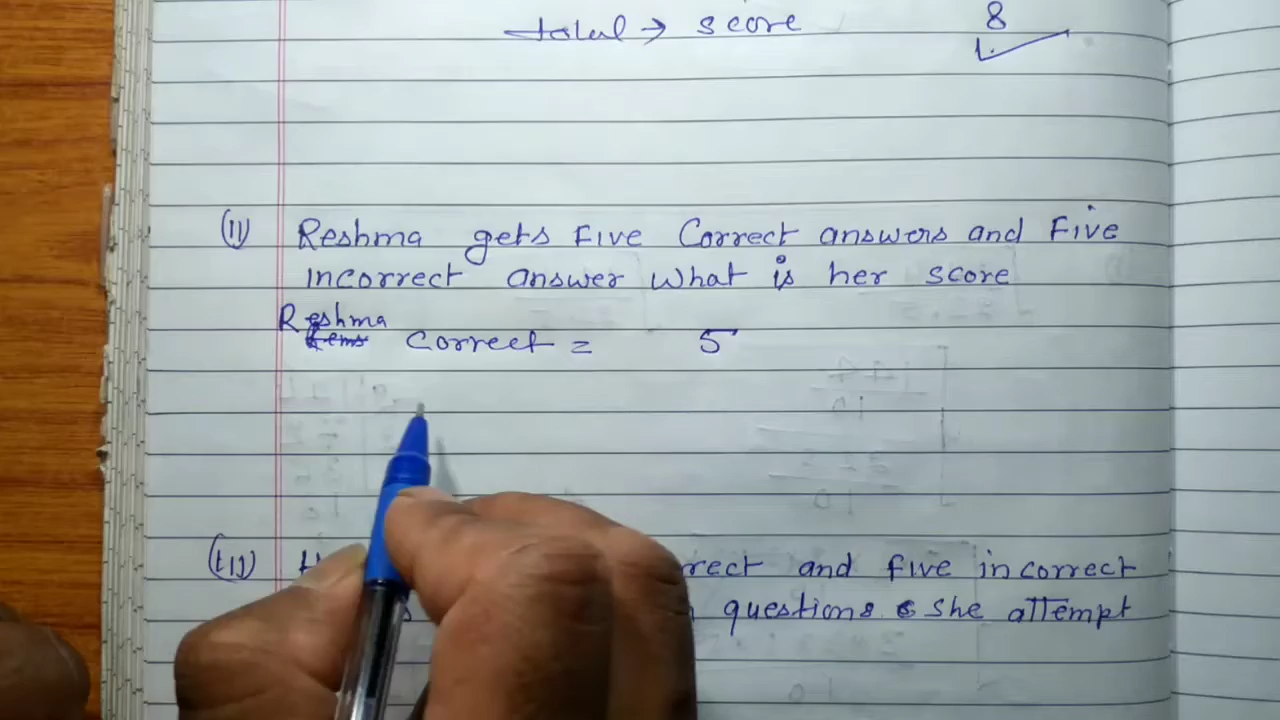 total → score 8
(ii) Reshma gets Five Correct answers and Five
incorrect answer what is her score
Reshma
Correct = 5
(iii) rrect and five incorrect
questions she attempt